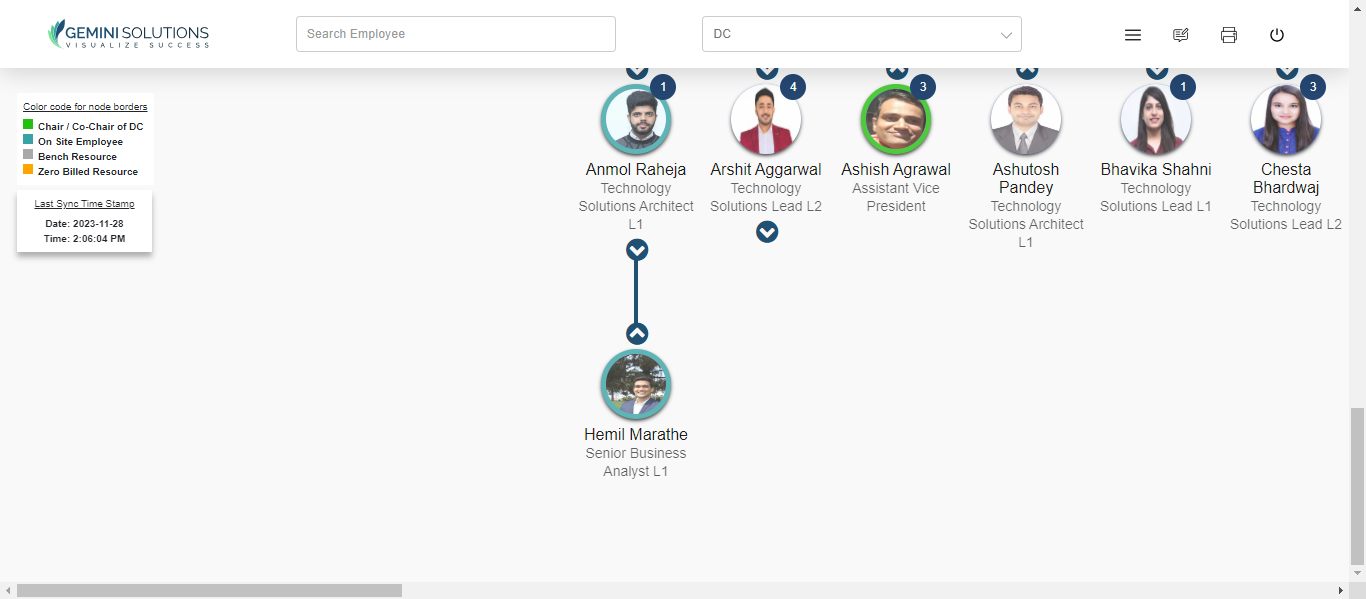 GEMINI SOLUTIONS
VISUALIZE SUCCESS
Search Employee
DC
Color code for node borders
Chair / Co-Chair of DC
On Site Employee
Bench Resource
Zero Billed Resource
Last Sync Time Stamp
Date: 2023-11-28
Time: 2:06:04 PM
1
Anmol Raheja
Technology
Solutions Architect
L1
4
Arshit Aggarwal
Technology
Solutions Lead L2
3
Ashish Agrawal
Assistant Vice
President
Ashutosh
Pandey
Technology
Solutions Architect
L1
1
Bhavika Shahni
Technology
Solutions Lead L1
3
Chesta
Bhardwaj
Technology
Solutions Lead L2
Hemil Marathe
Senior Business
Analyst L1